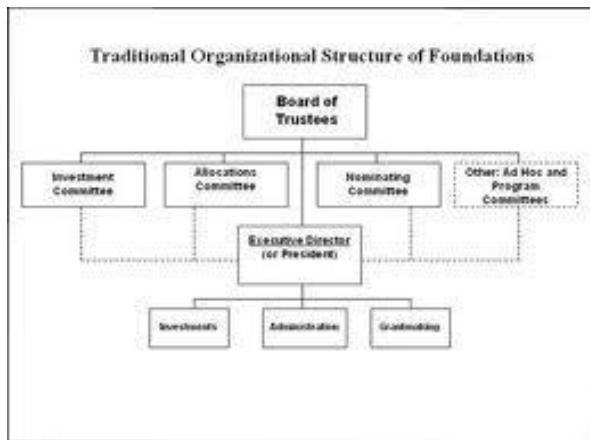 Traditional Organizational Structure of Foundations
Board of
Trustees
Investment
Committee
Allocations
Committee
Nominating
Committee
Other: Ad Hoc and
Program
Committees
Executive Director
(or President)
Investments
Administration
Grantmaking